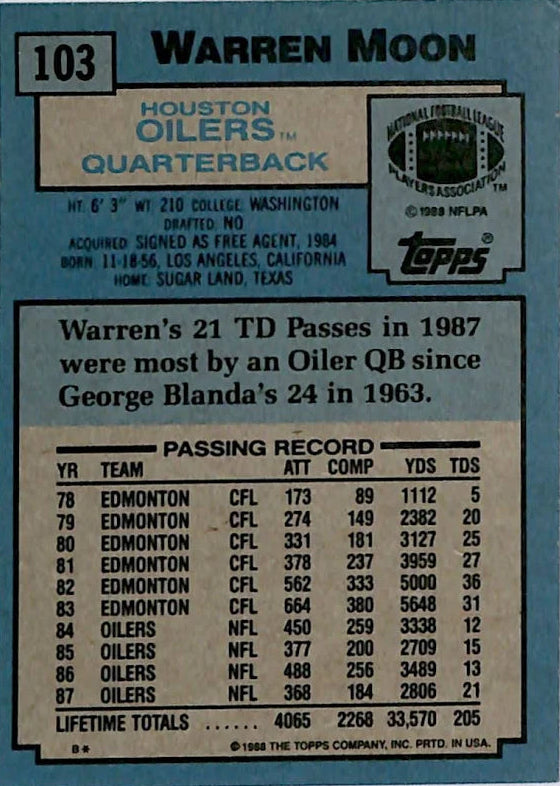 103
WARREN MOON
HOUSTON
OILERS™
QUARTERBACK
NATIONAL FOOTBALL LEAGUE
PLAYERS ASSOCIATION™
© 1988 NFLPA
TOPPS®
HT. 6' 3" WT. 210 COLLEGE: WASHINGTON
DRAFTED: NO
ACQUIRED: SIGNED AS FREE AGENT, 1984
BORN: 11-18-56, LOS ANGELES, CALIFORNIA
HOME: SUGAR LAND, TEXAS
Warren's 21 TD Passes in 1987
were most by an Oiler QB since
George Blanda's 24 in 1963.
PASSING RECORD
YR TEAM ATT COMP YDS TDS
78 EDMONTON CFL 173 89 1112 5
79 EDMONTON CFL 274 149 2382 20
80 EDMONTON CFL 331 181 3127 25
81 EDMONTON CFL 378 237 3959 27
82 EDMONTON CFL 562 333 5000 36
83 EDMONTON CFL 664 380 5648 31
84 OILERS NFL 450 259 3338 12
85 OILERS NFL 377 200 2709 15
86 OILERS NFL 488 256 3489 13
87 OILERS NFL 368 184 2806 21
LIFETIME TOTALS ...... 4065 2268 33,570 205
B* © 1988 THE TOPPS COMPANY, INC. PRTD. IN USA.